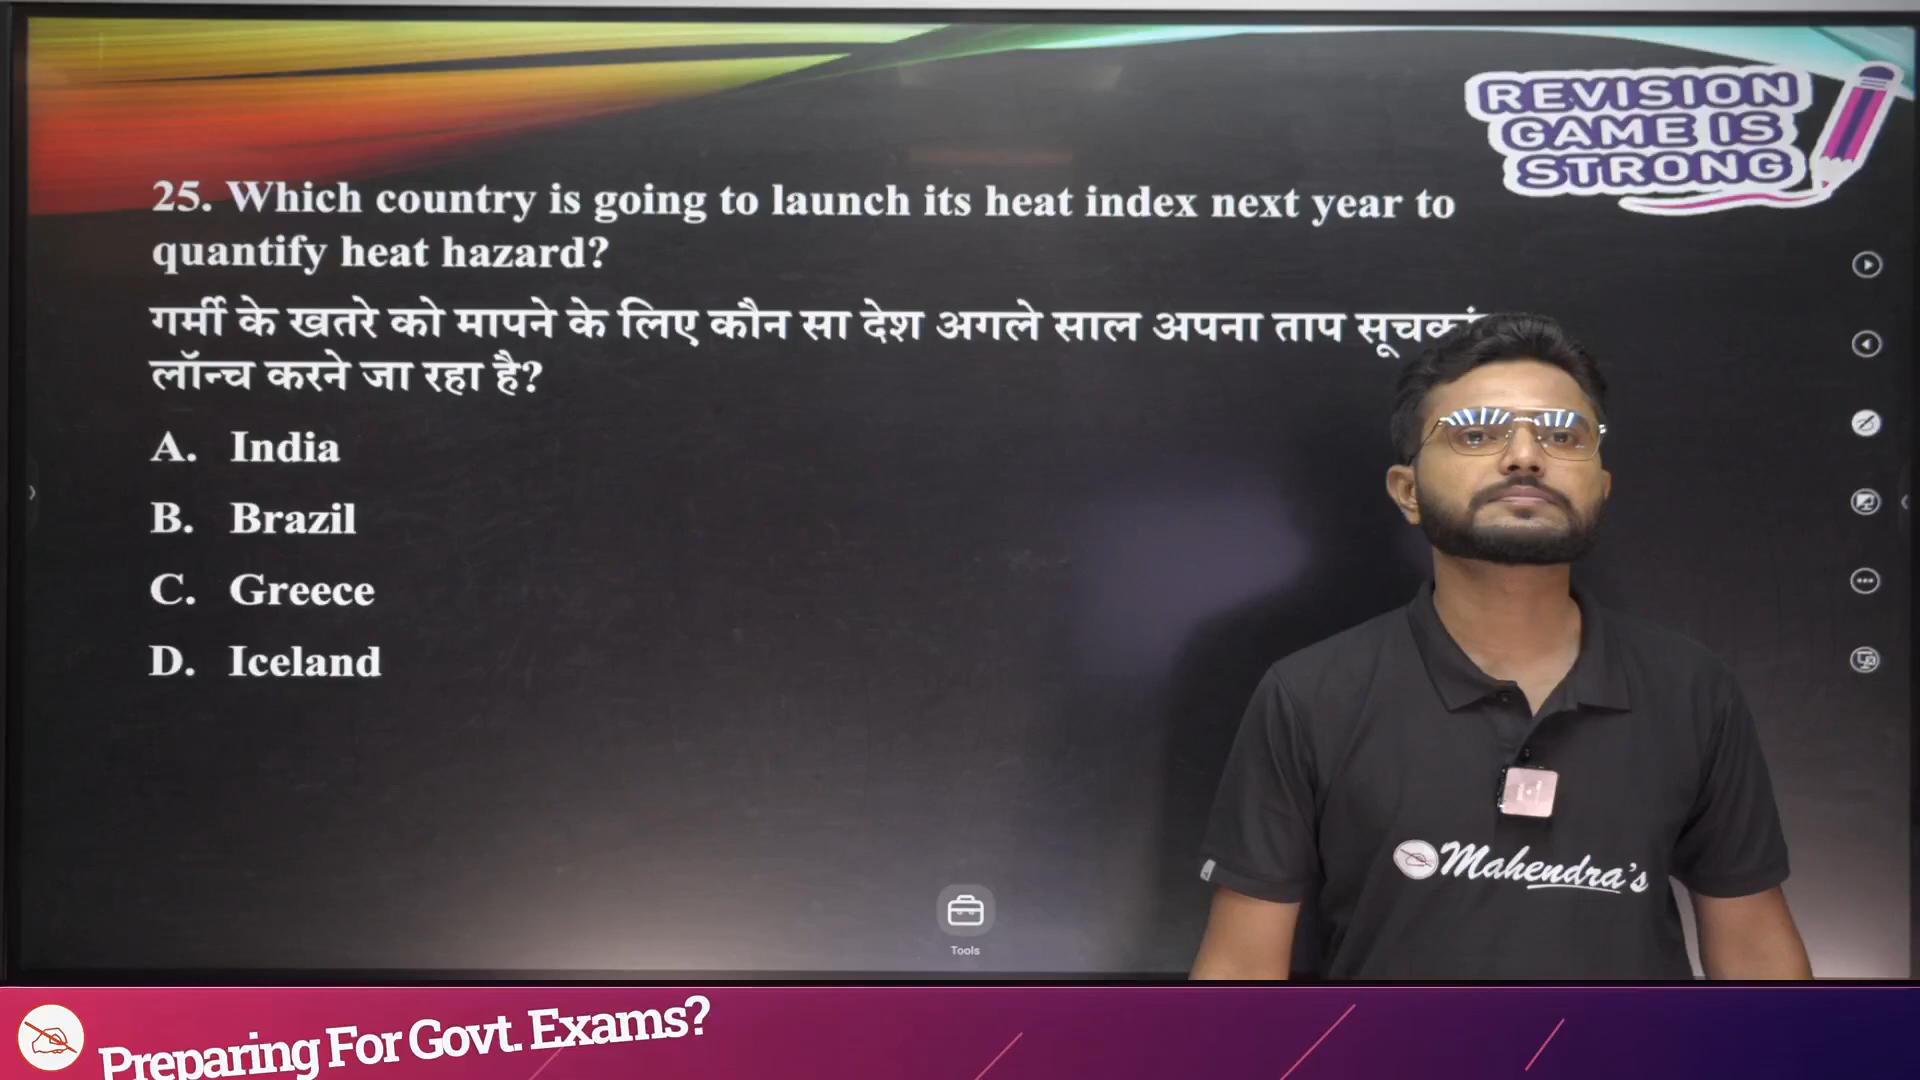 REVISION
GAME IS
STRONG
25. Which country is going to launch its heat index next year to
quantify heat hazard?
गर्मी के खतरे को मापने के लिए कौन सा देश अगले साल अपना ताप
लॉन्च करने जा रहा है?
A. India
B. Brazil
C. Greece
D. Iceland
Mahendra's
Tools
Preparing For Govt. Exams?